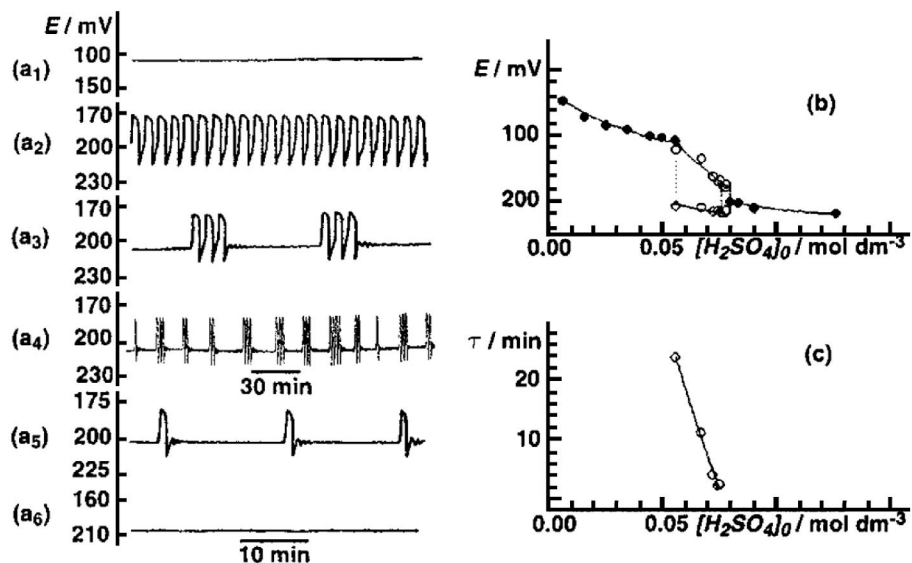 E / mV
(a1)
100
150
(a2)
170
200
230
(a3)
170
200
230
(a4)
170
200
230
30 min
(a5)
175
200
225
(a6)
160
210
10 min
E / mV
(b)
100
200
0.00
0.05
[H2SO4]0 / mol dm-3
τ / min
(c)
20
10
0.00
0.05
[H2SO4]0 / mol dm-3